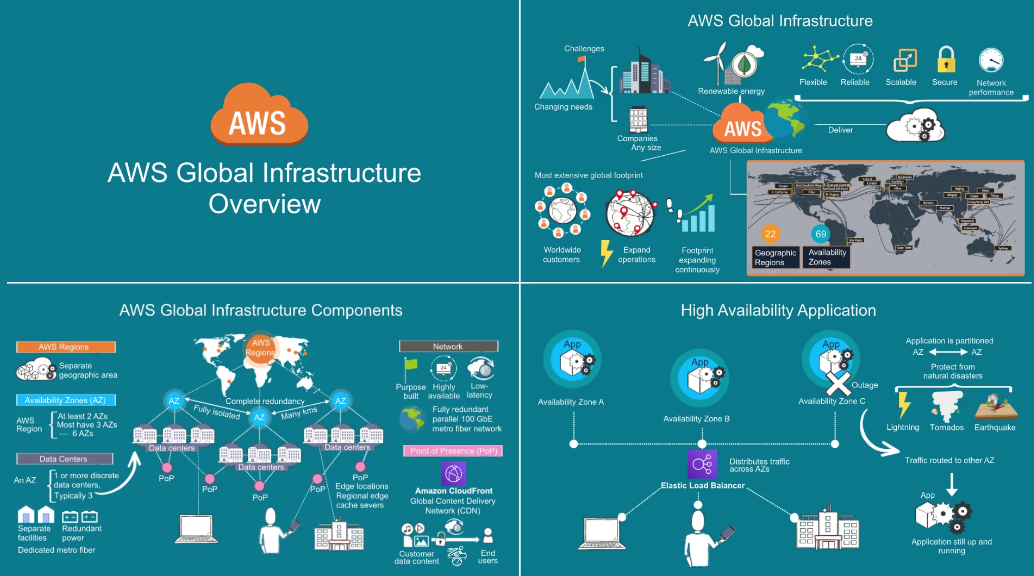 AWS
AWS Global Infrastructure
Overview
AWS Global Infrastructure
Challenges
Changing needs
Companies
Any size
Renewable energy
Flexible
Reliable
Scalable
Secure
Network
performance
24
AWS
AWS Global Infrastructure
Deliver
Most extensive global footprint
Worldwide
customers
Expand
operations
Footprint
expanding
continuously
22
Geographic
Regions
69
Availability
Zones
AWS Global Infrastructure Components
AWS Regions
Separate
geographic area
Availability Zones (AZ)
AWS
Region
At least 2 AZs
Most have 3 AZs
.... 6 AZs
Data Centers
An AZ
1 or more discrete
data centers,
Typically 3
Separate
facilities
Redundant
power
Dedicated metro fiber
AWS
Regions
Complete redundancy
AZ
AZ
AZ
Fully isolated
Many kms
Data centers
Data centers
Data centers
PoP
PoP
PoP
PoP
PoP
Edge locations
Regional edge
cache severs
Network
24
Purpose
built
Highly
available
Low-
latency
Fully redundant
parallel 100 GbE
metro fiber network
Point of Presence (PoP)
Amazon CloudFront
Global Content Delivery
Network (CDN)
Customer
data content
End
users
High Availability Application
App
Availability Zone A
App
Availability Zone B
App
Outage
Availability Zone C
Distributes traffic
across AZs
Elastic Load Balancer
Application is partitioned
AZ
AZ
Protect from
natural disasters
Lightning
Tornados
Earthquake
Traffic routed to other AZ
App
Application still up and
running